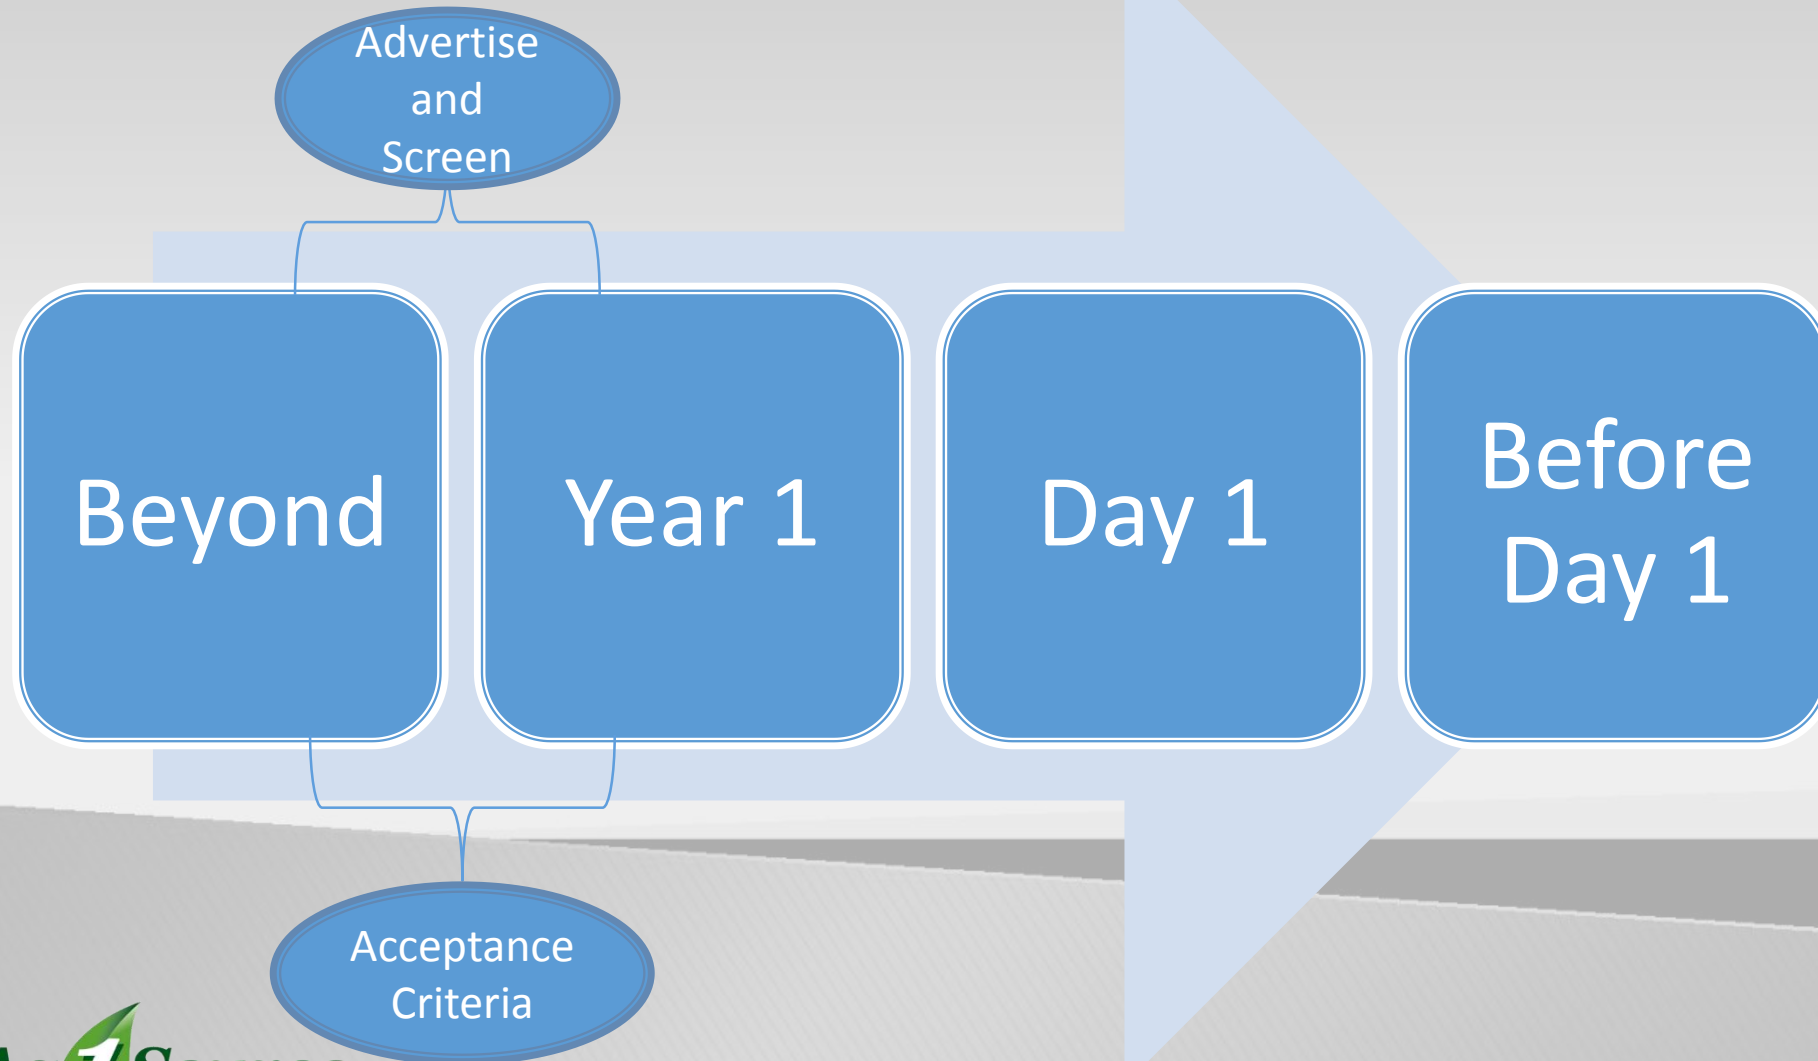 Advertise
and
Screen
Beyond
Year 1
Day 1
Before
Day 1
Acceptance
Criteria